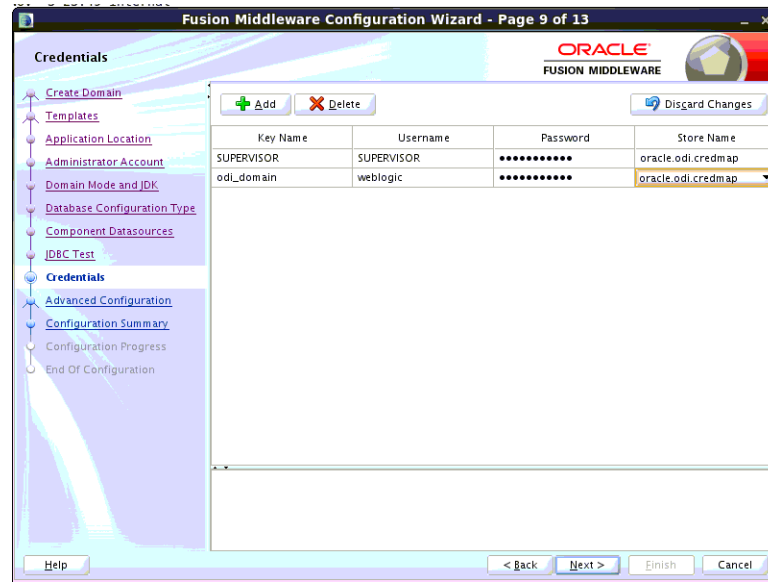 Fusion Middleware Configuration Wizard - Page 9 of 13
Credentials
ORACLE
FUSION MIDDLEWARE
Create Domain
Templates
Application Location
Administrator Account
Domain Mode and JDK
Database Configuration Type
Component Datasources
JDBC Test
Credentials
Advanced Configuration
Configuration Summary
Configuration Progress
End Of Configuration
Add Delete Discard Changes
Key Name Username Password Store Name
SUPERVISOR SUPERVISOR ●●●●●●●●●●● oracle.odi.credmap
odi_domain weblogic ●●●●●●●●●●● oracle.odi.credmap
Help < Back Next > Finish Cancel